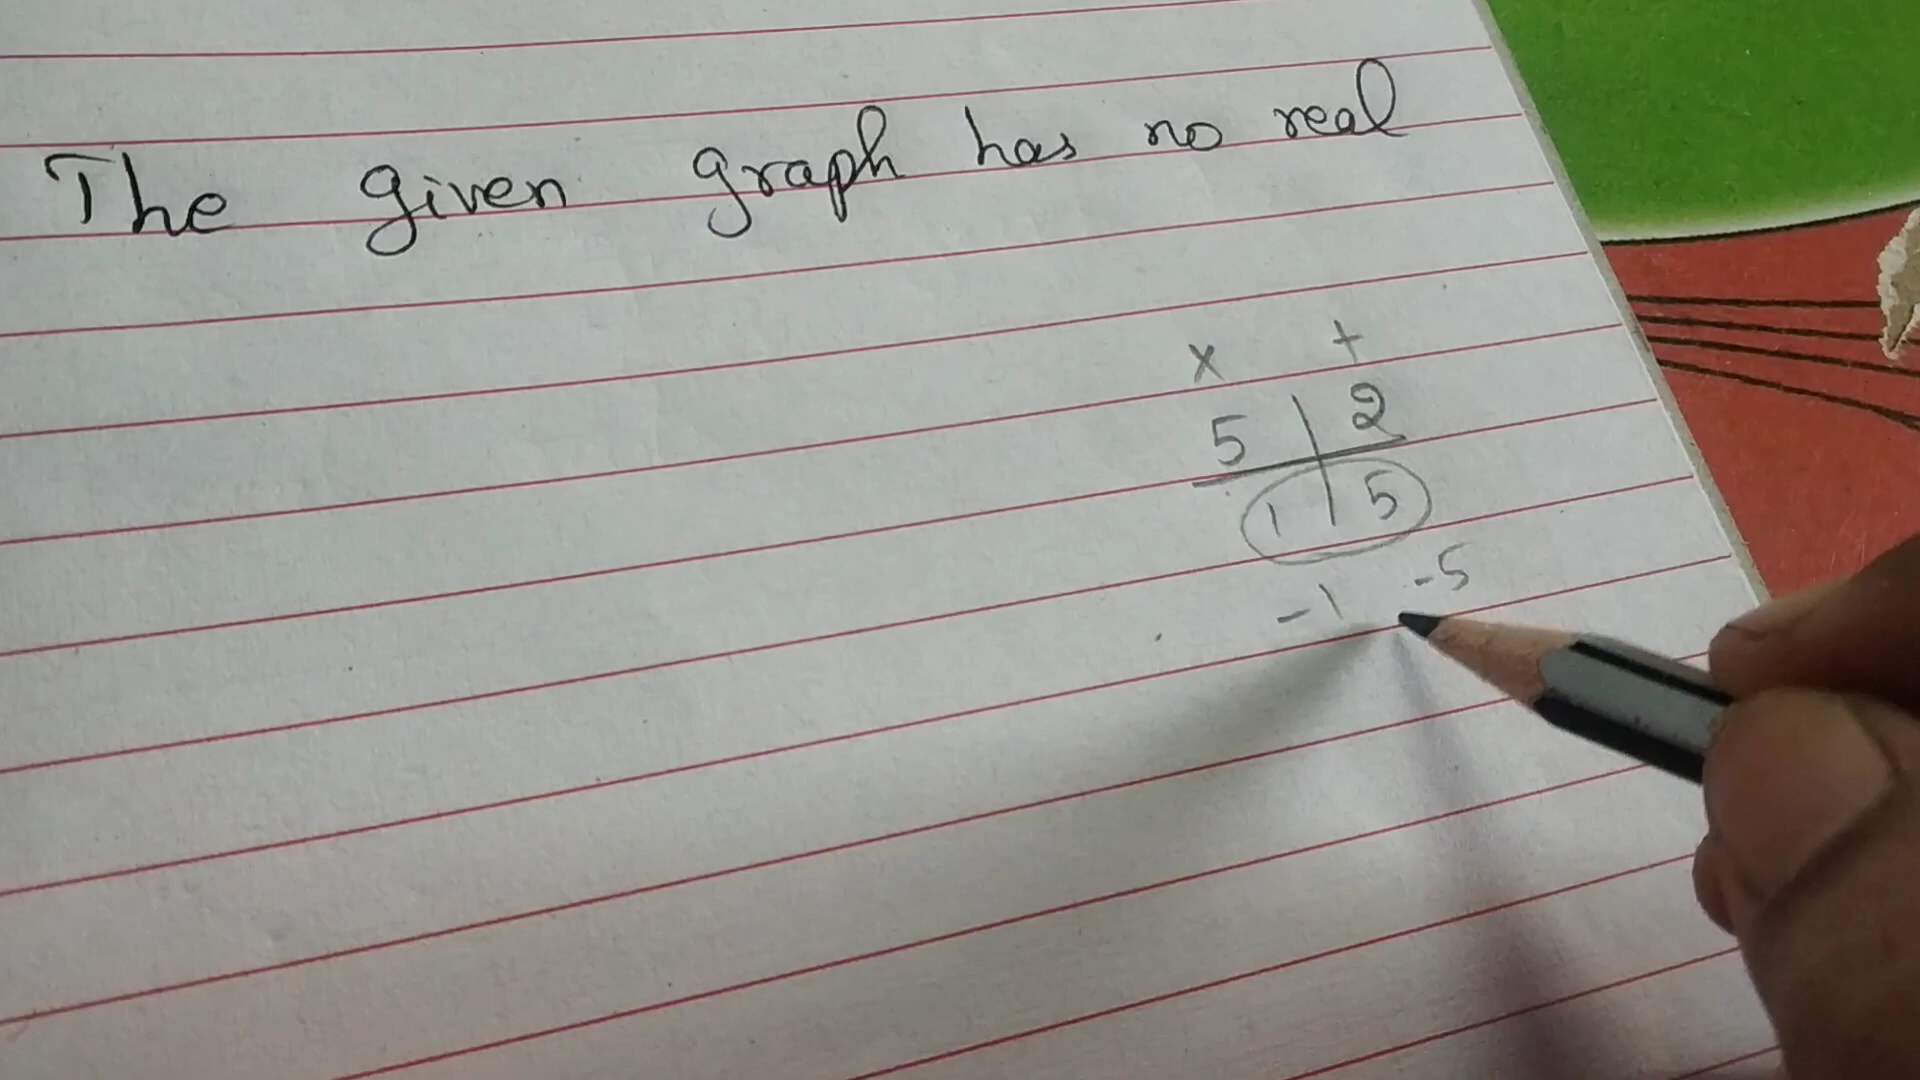 The given graph has no real
x +
5 | 2
1 | 5
-1 -5